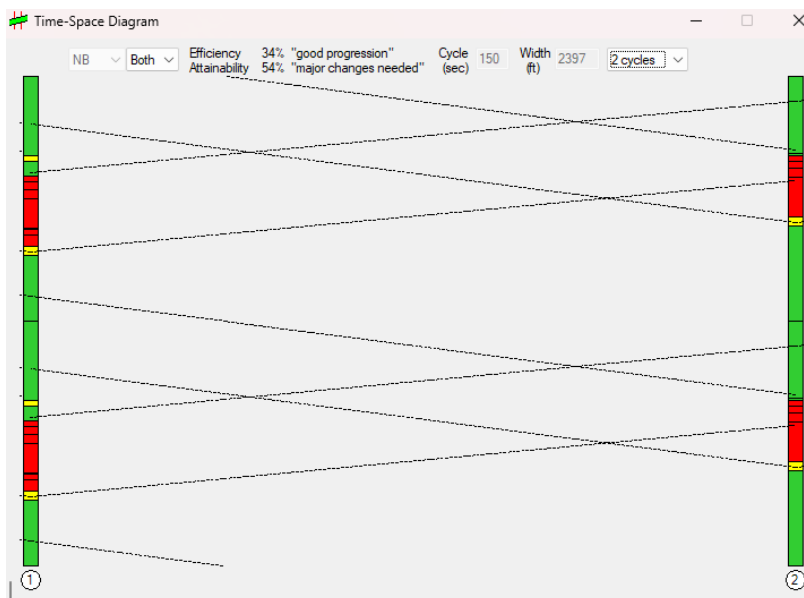 Time-Space Diagram
NB Both Efficiency 34% "good progression" Cycle 150 Width 2397 2 cycles
Attainability 54% "major changes needed" (sec) (ft)
1 2